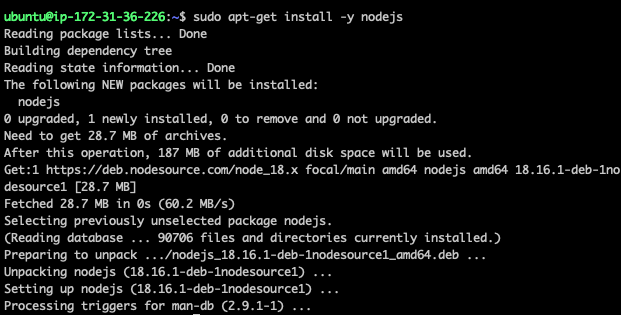 ubuntu@ip-172-31-36-226:~$ sudo apt-get install -y nodejs
Reading package lists... Done
Building dependency tree
Reading state information... Done
The following NEW packages will be installed:
  nodejs
0 upgraded, 1 newly installed, 0 to remove and 0 not upgraded.
Need to get 28.7 MB of archives.
After this operation, 187 MB of additional disk space will be used.
Get:1 https://deb.nodesource.com/node_18.x focal/main amd64 nodejs amd64 18.16.1-deb-1no
desource1 [28.7 MB]
Fetched 28.7 MB in 0s (60.2 MB/s)
Selecting previously unselected package nodejs.
(Reading database ... 90706 files and directories currently installed.)
Preparing to unpack .../nodejs_18.16.1-deb-1nodesource1_amd64.deb ...
Unpacking nodejs (18.16.1-deb-1nodesource1) ...
Setting up nodejs (18.16.1-deb-1nodesource1) ...
Processing triggers for man-db (2.9.1-1) ...